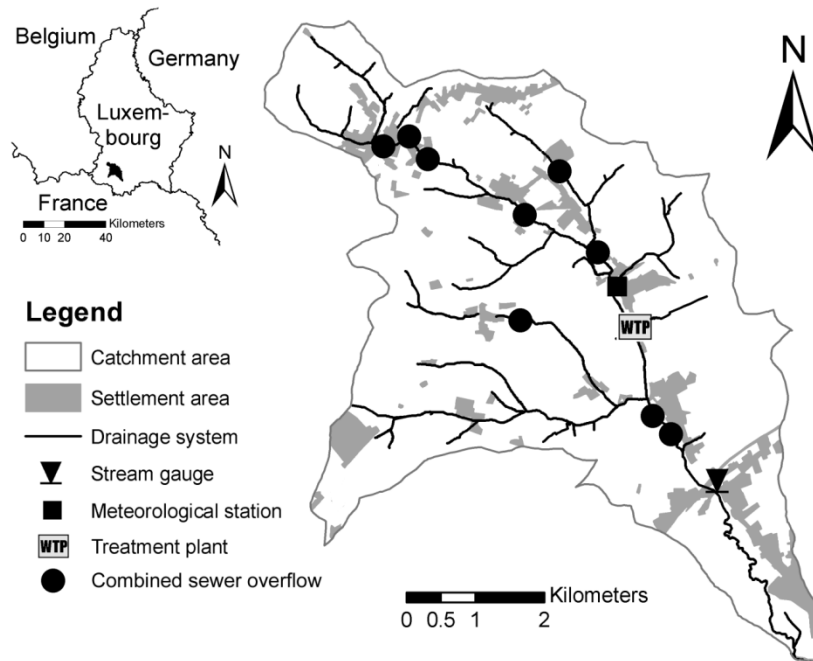 Belgium
Germany
Luxem-
bourg
France
N
Kilometers
0 10 20 40
N
Legend
Catchment area
Settlement area
Drainage system
Stream gauge
Meteorological station
WTP Treatment plant
Combined sewer overflow
WTP
Kilometers
0 0.5 1 2